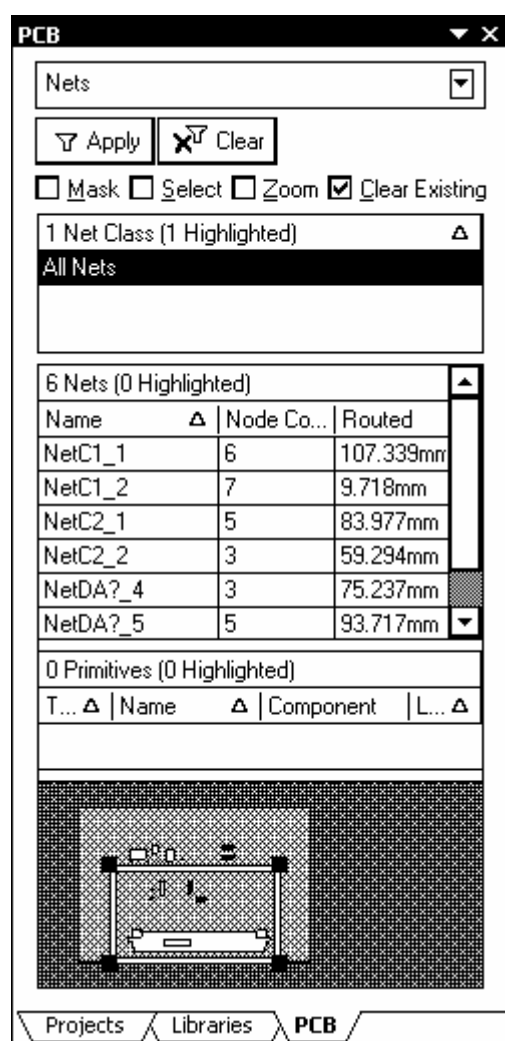 PCB
Nets
Apply Clear
Mask Select Zoom Clear Existing
1 Net Class (1 Highlighted)
All Nets
6 Nets (0 Highlighted)
Name Node Co... Routed
NetC1_1 6 107.339mm
NetC1_2 7 9.718mm
NetC2_1 5 83.977mm
NetC2_2 3 59.294mm
NetDA?_4 3 75.237mm
NetDA?_5 5 93.717mm
0 Primitives (0 Highlighted)
T... Name Component L...
Projects Libraries PCB